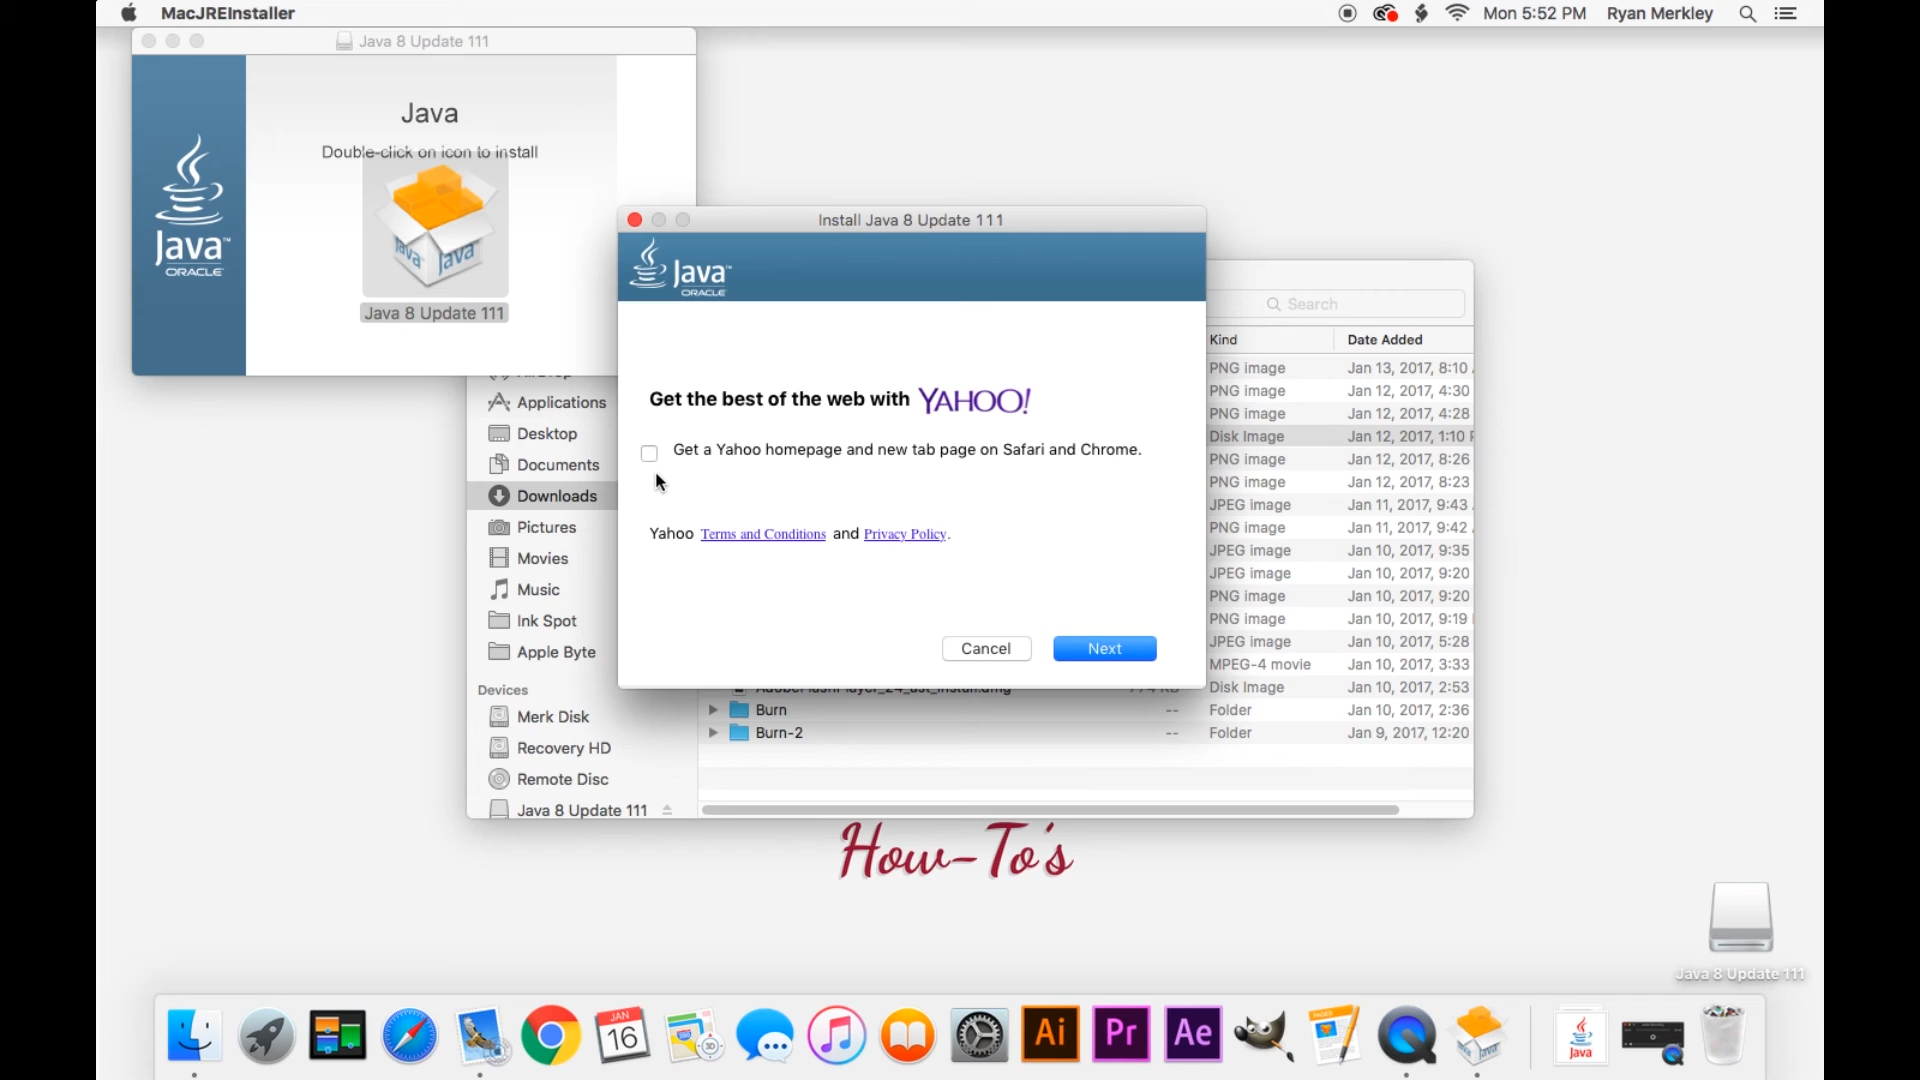 MacJREInstaller
Mon 5:52 PM Ryan Merkley
Java 8 Update 111
Java
Double-click on icon to install
Java™
ORACLE
Java 8 Update 111
Install Java 8 Update 111
Java™
ORACLE
Get the best of the web with YAHOO!
Get a Yahoo homepage and new tab page on Safari and Chrome.
Yahoo Terms and Conditions and Privacy Policy.
Cancel
Next
Search
Kind Date Added
PNG image Jan 13, 2017, 8:10
PNG image Jan 12, 2017, 4:30
PNG image Jan 12, 2017, 4:28
Disk Image Jan 12, 2017, 1:10
PNG image Jan 12, 2017, 8:26
PNG image Jan 12, 2017, 8:23
JPEG image Jan 11, 2017, 9:43
PNG image Jan 11, 2017, 9:42
JPEG image Jan 10, 2017, 9:35
JPEG image Jan 10, 2017, 9:20
PNG image Jan 10, 2017, 9:20
PNG image Jan 10, 2017, 9:19
JPEG image Jan 10, 2017, 5:28
MPEG-4 movie Jan 10, 2017, 3:33
Disk Image Jan 10, 2017, 2:53
Burn -- Folder Jan 10, 2017, 2:36
Burn-2 -- Folder Jan 9, 2017, 12:20
Applications
Desktop
Documents
Downloads
Pictures
Movies
Music
Ink Spot
Apple Byte
Devices
Merk Disk
Recovery HD
Remote Disc
Java 8 Update 111
How-To's
Java 8 Update 111
JAN
16
3D
Ai
Pr
Ae
PAGES
Java